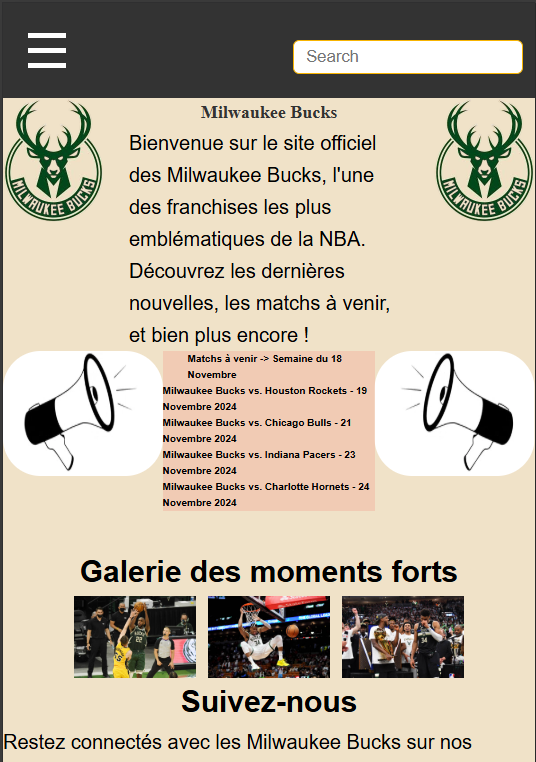 Search
Milwaukee Bucks
MILWAUKEE BUCKS
MILWAUKEE BUCKS
Bienvenue sur le site officiel
des Milwaukee Bucks, l'une
des franchises les plus
emblématiques de la NBA.
Découvrez les dernières
nouvelles, les matchs à venir,
et bien plus encore !
Matchs à venir -> Semaine du 18
Novembre
Milwaukee Bucks vs. Houston Rockets - 19
Novembre 2024
Milwaukee Bucks vs. Chicago Bulls - 21
Novembre 2024
Milwaukee Bucks vs. Indiana Pacers - 23
Novembre 2024
Milwaukee Bucks vs. Charlotte Hornets - 24
Novembre 2024
Galerie des moments forts
22
34
Suivez-nous
Restez connectés avec les Milwaukee Bucks sur nos